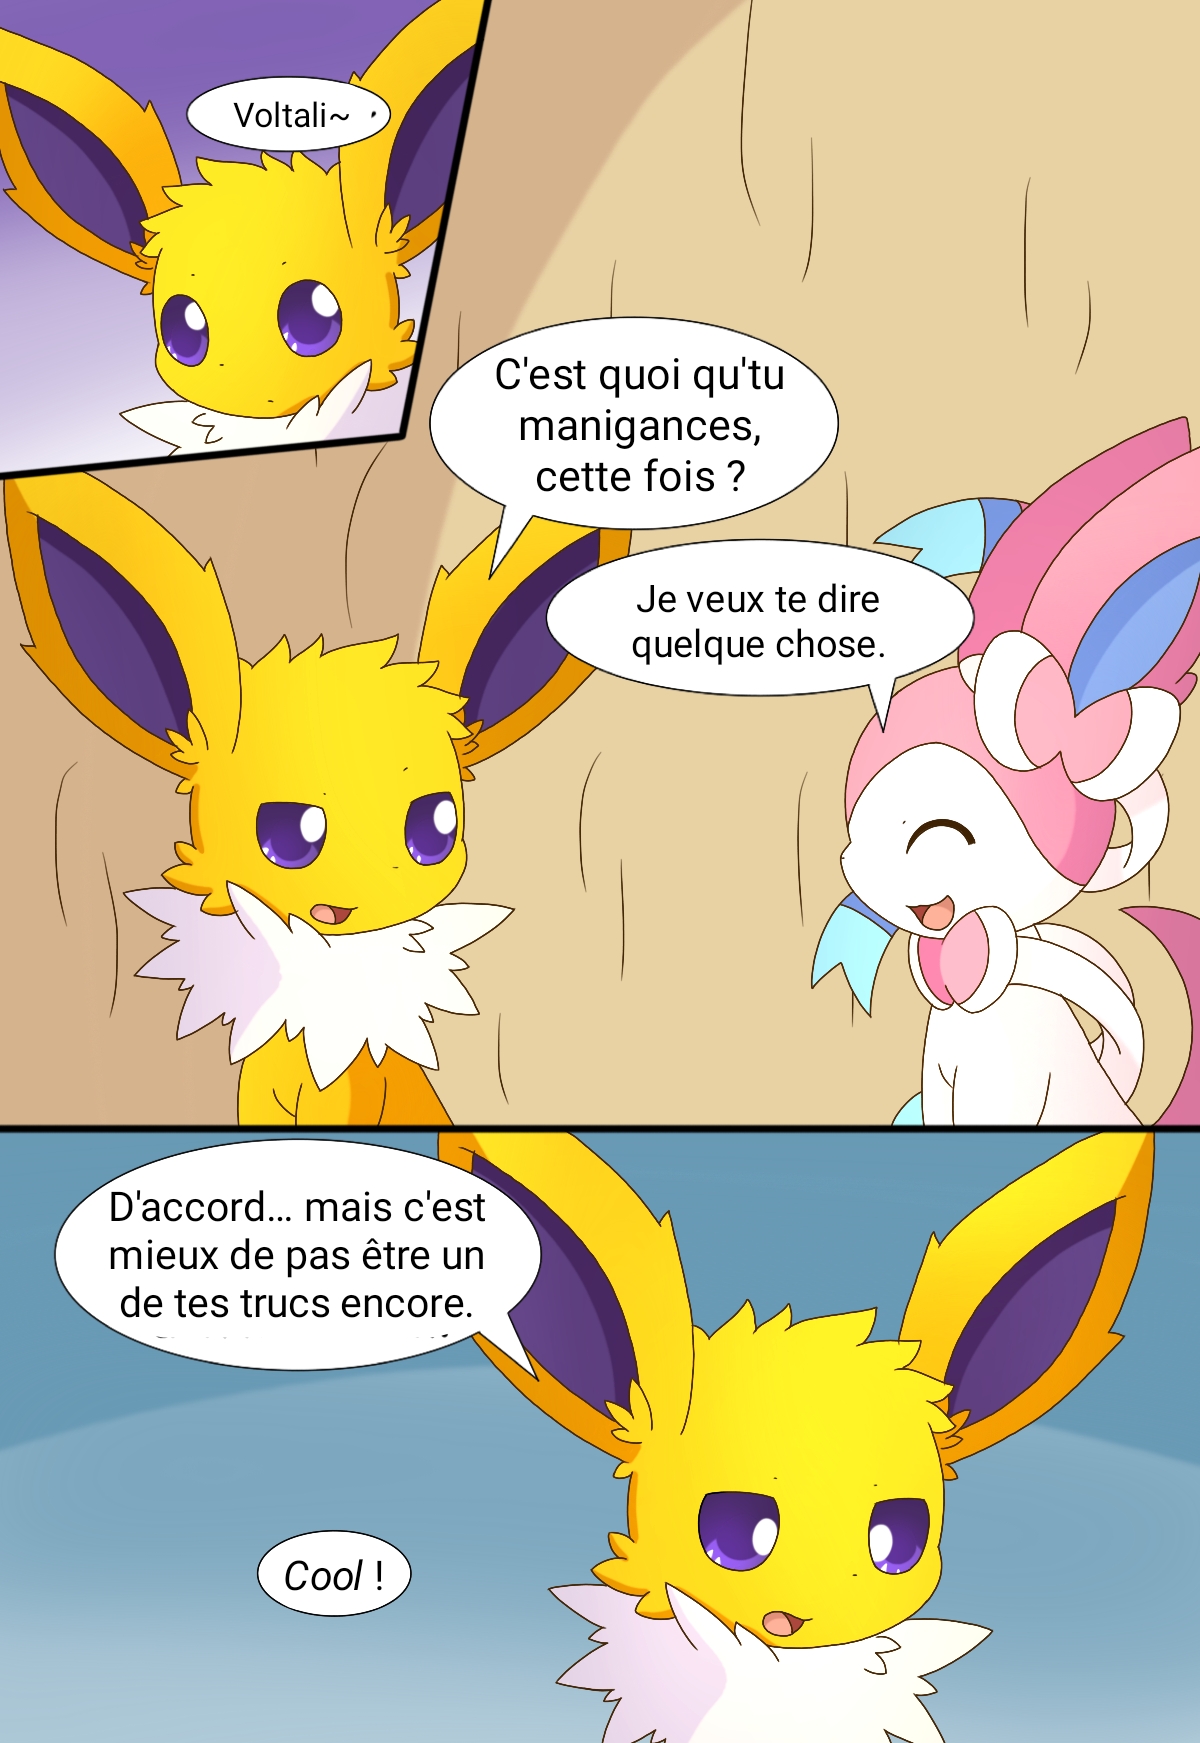 Voltali~
C'est quoi qu'tu
manigances,
cette fois ?
Je veux te dire
quelque chose.
D'accord... mais c'est
mieux de pas être un
de tes trucs encore.
Cool !